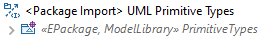 <Package Import> UML Primitive Types
«EPackage, ModelLibrary» PrimitiveTypes